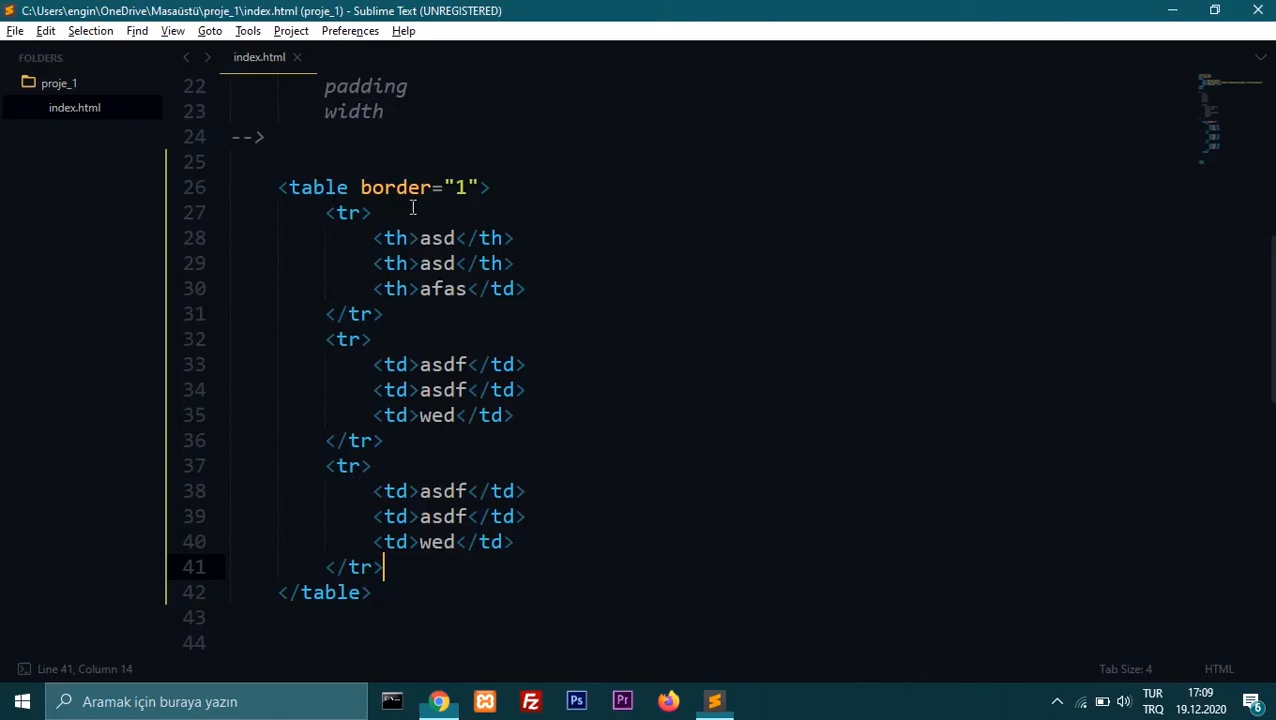 C:\Users\engin\OneDrive\Masaüstü\proje_1\index.html (proje_1) - Sublime Text (UNREGISTERED)
File Edit Selection Find View Goto Tools Project Preferences Help
FOLDERS
proje_1
index.html
index.html
22 padding
23 width
24 -->
25
26 <table border="1">
27 <tr>
28 <th>asd</th>
29 <th>asd</th>
30 <th>afas</td>
31 </tr>
32 <tr>
33 <td>asdf</td>
34 <td>asdf</td>
35 <td>wed</td>
36 </tr>
37 <tr>
38 <td>asdf</td>
39 <td>asdf</td>
40 <td>wed</td>
41 </tr>
42 </table>
43
44
Line 41, Column 14 Tab Size: 4 HTML
Aramak için buraya yazın
Ps
Pr
TUR
TRQ
17:09
19.12.2020
6